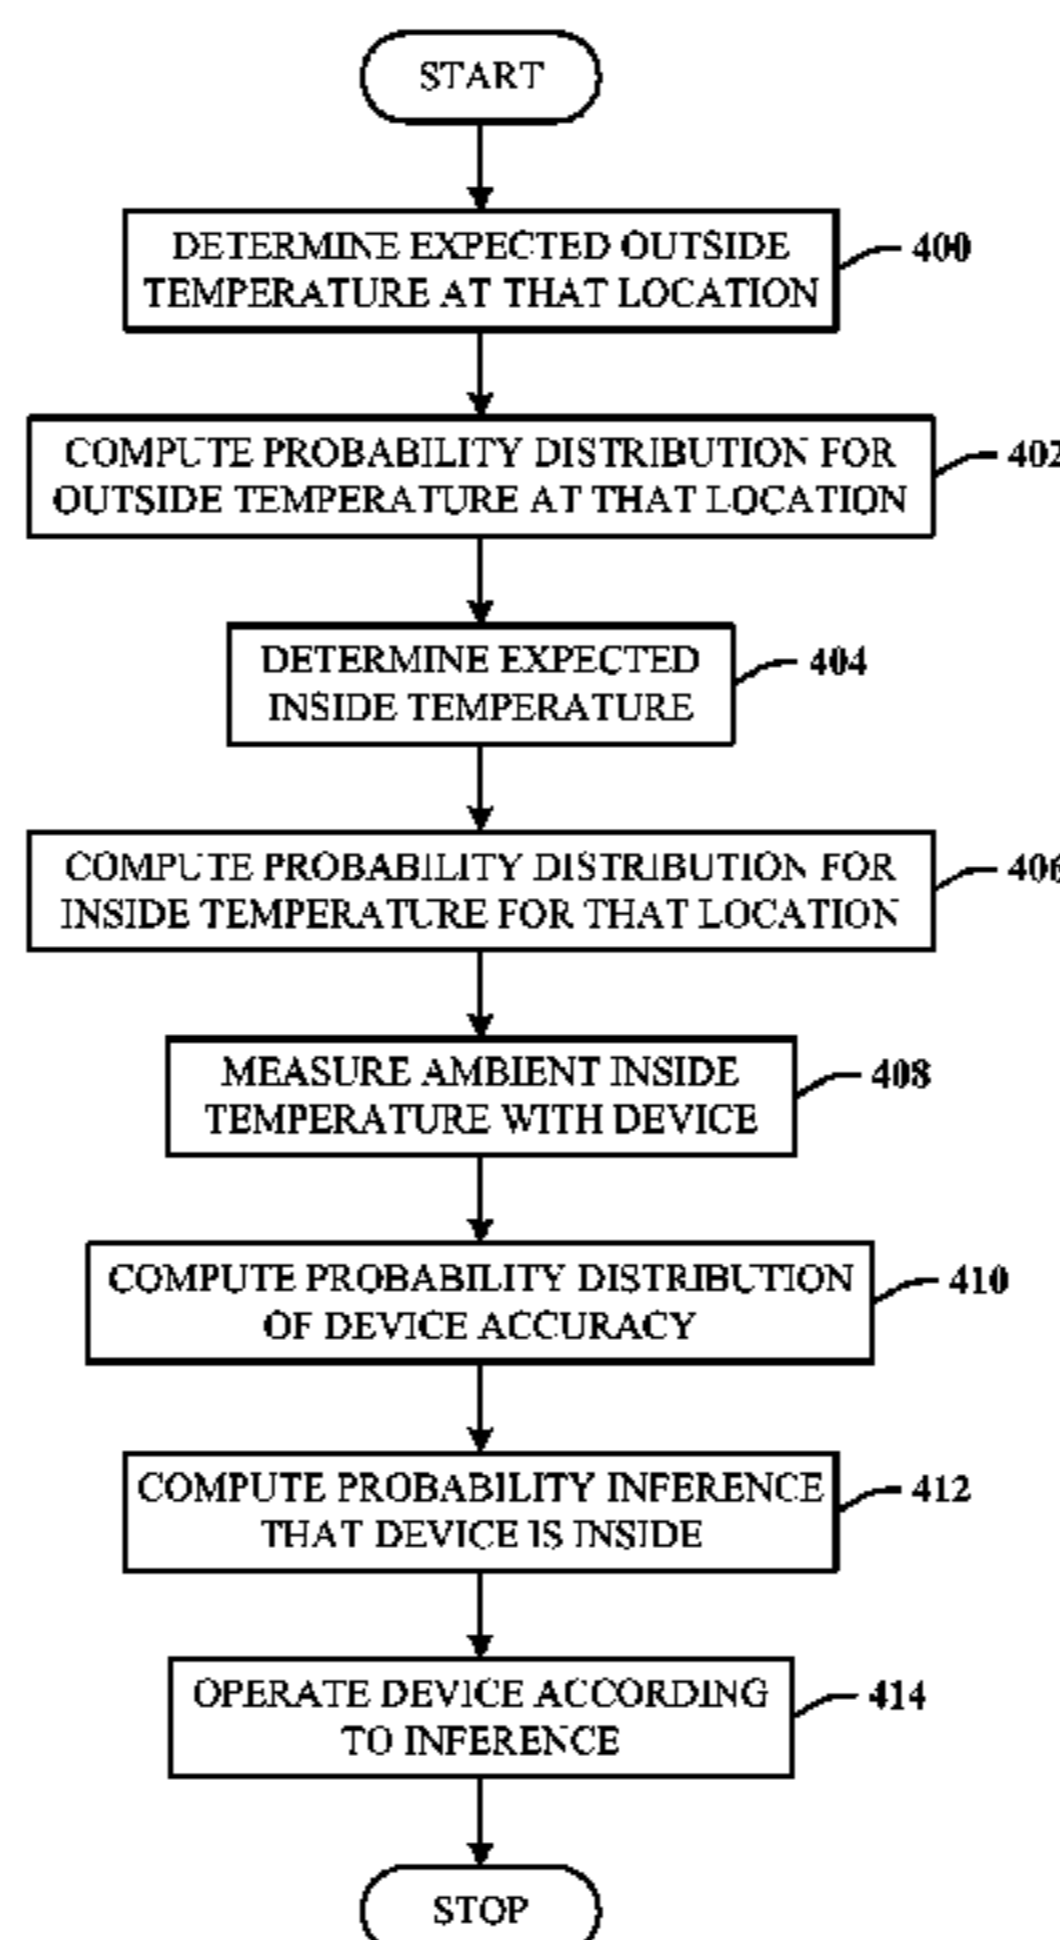 START
DETERMINE EXPECTED OUTSIDE
TEMPERATURE AT THAT LOCATION
400
COMPUTE PROBABILITY DISTRIBUTION FOR
OUTSIDE TEMPERATURE AT THAT LOCATION
402
DETERMINE EXPECTED
INSIDE TEMPERATURE
404
COMPUTE PROBABILITY DISTRIBUTION FOR
INSIDE TEMPERATURE FOR THAT LOCATION
406
MEASURE AMBIENT INSIDE
TEMPERATURE WITH DEVICE
408
COMPUTE PROBABILITY DISTRIBUTION
OF DEVICE ACCURACY
410
COMPUTE PROBABILITY INFERENCE
THAT DEVICE IS INSIDE
412
OPERATE DEVICE ACCORDING
TO INFERENCE
414
STOP